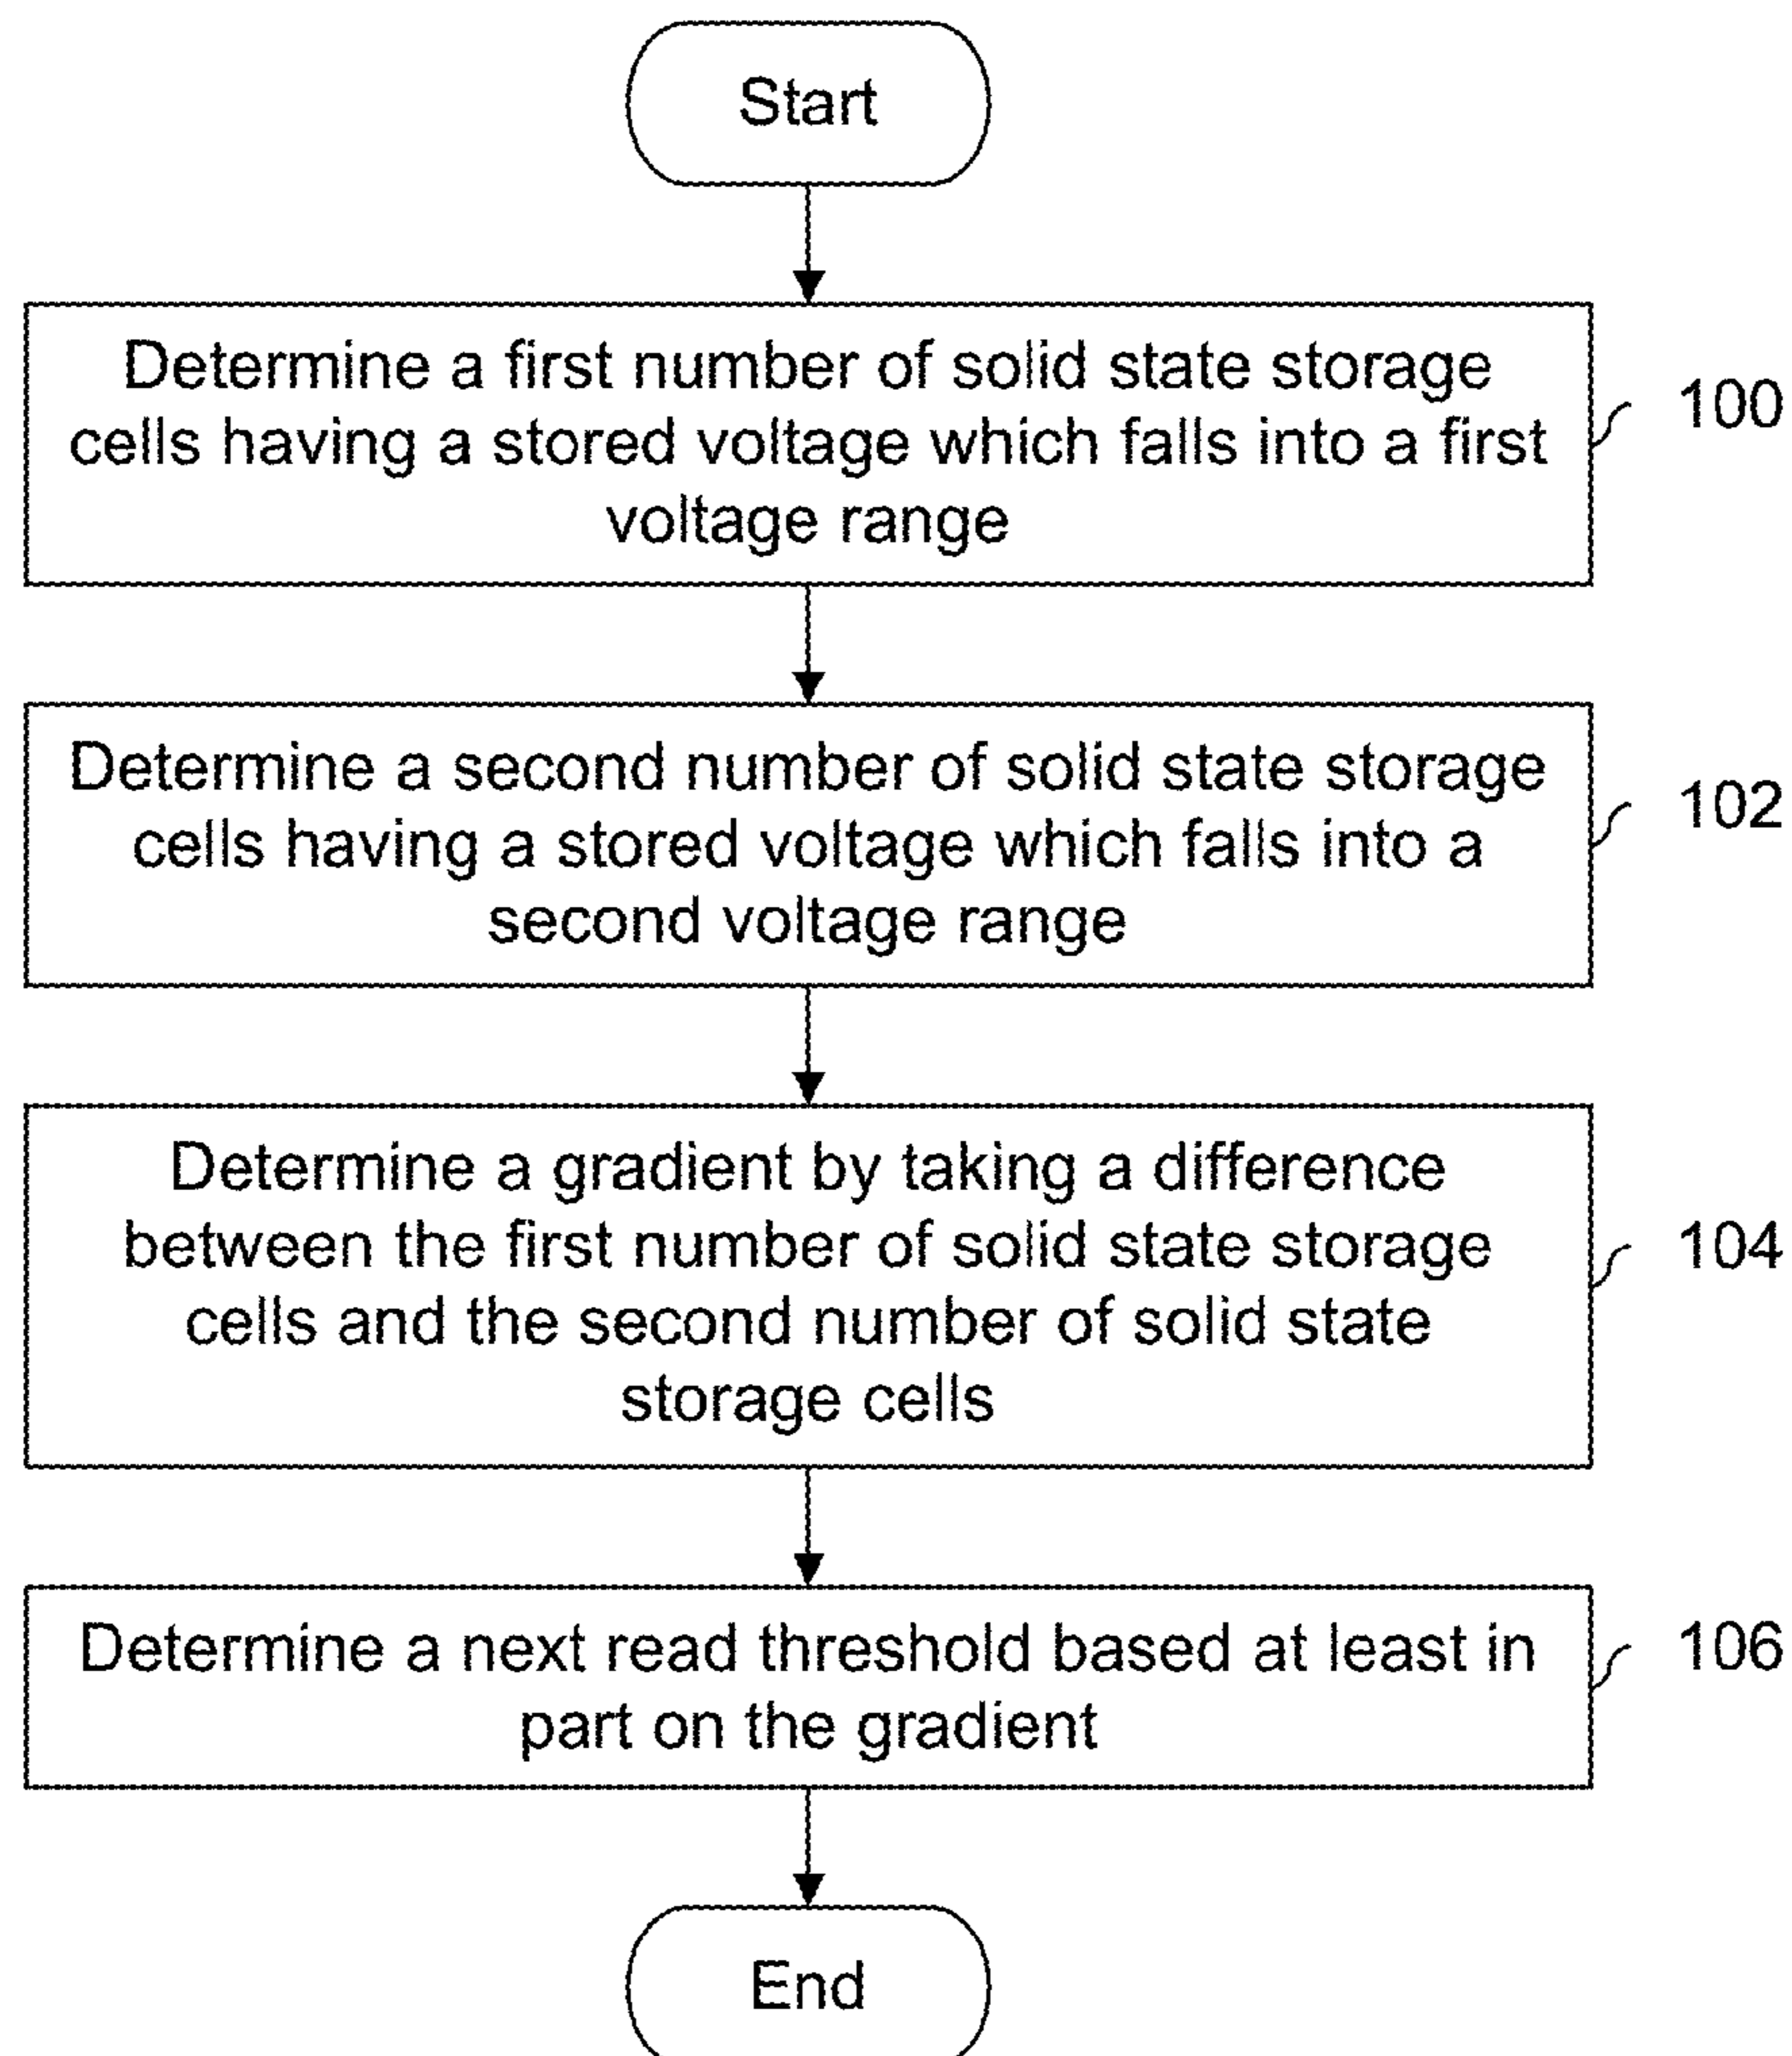 Start
Determine a first number of solid state storage
cells having a stored voltage which falls into a first
voltage range
100
Determine a second number of solid state storage
cells having a stored voltage which falls into a
second voltage range
102
Determine a gradient by taking a difference
between the first number of solid state storage
cells and the second number of solid state
storage cells
104
Determine a next read threshold based at least in
part on the gradient
106
End